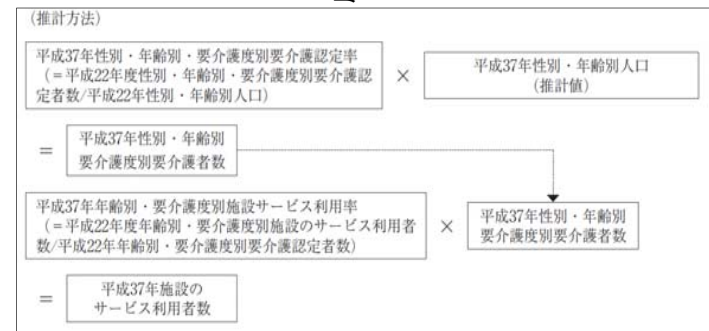 (推計方法)
平成37年性別・年齢別・要介護度別要介護認定率
(=平成22年度性別・年齢別・要介護度別要介護認
定者数/平成22年性別・年齢別人口)
×
平成37年性別・年齢別人口
(推計値)
=
平成37年性別・年齢別
要介護度別要介護者数
平成37年年齢別・要介護度別施設サービス利用率
(=平成22年度年齢別・要介護度別施設のサービス利用者
数/平成22年年齢別・要介護度別要介護認定者数)
×
平成37年性別・年齢別
要介護度別要介護者数
=
平成37年施設の
サービス利用者数